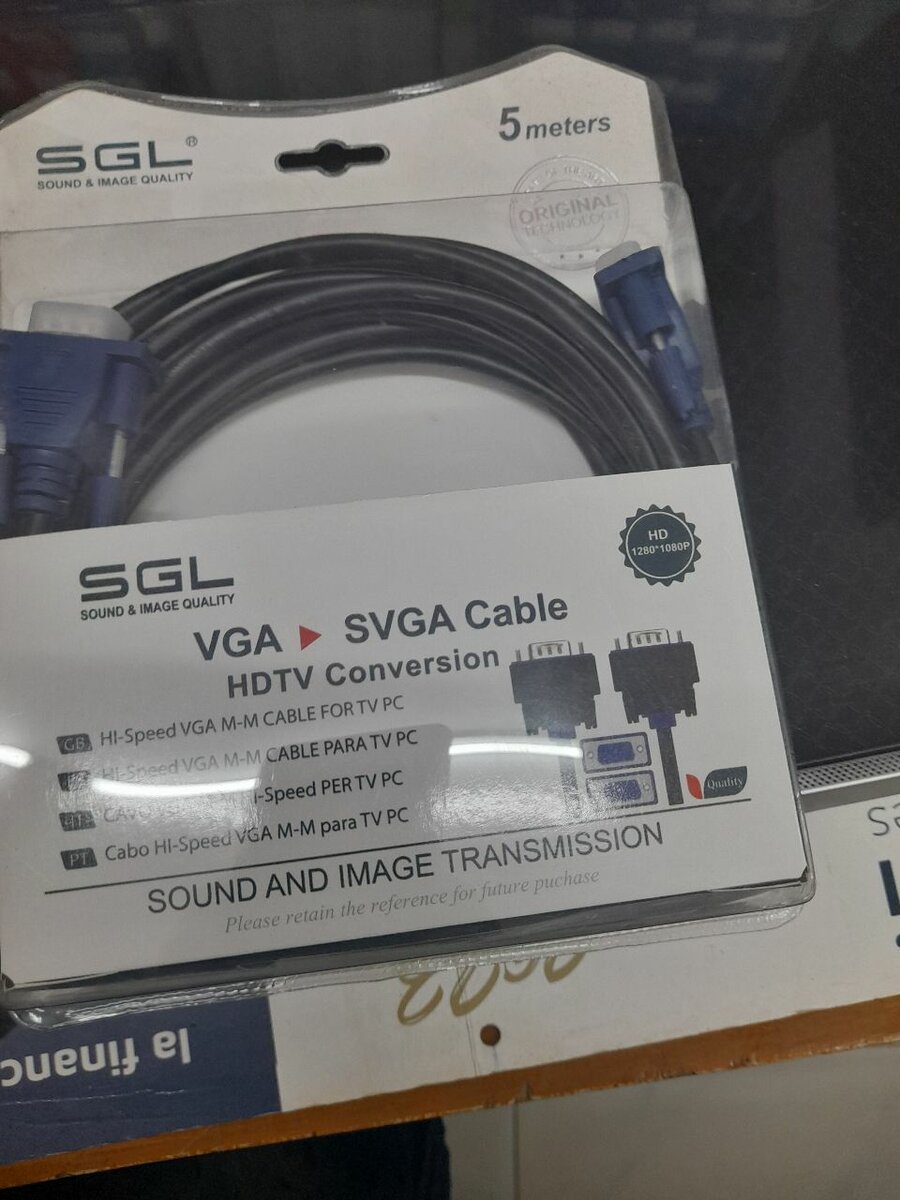 SGL®
SOUND & IMAGE QUALITY
5 meters
ORIGINAL
TECHNOLOGY
HD
1280*1080P
SGL
SOUND & IMAGE QUALITY
VGA SVGA Cable
HDTV Conversion
GB HI-Speed VGA M-M CABLE FOR TV PC
HI-Speed VGA M-M CABLE PARA TV PC
CAVO I-Speed PER TV PC
PT Cabo HI-Speed VGA M-M para TV PC
Quality
SOUND AND IMAGE TRANSMISSION
Please retain the reference for future puchase
la financ